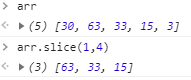 > arr
<· ▶ (5) [30, 63, 33, 15, 3]
> arr.slice(1,4)
<· ▶ (3) [63, 33, 15]